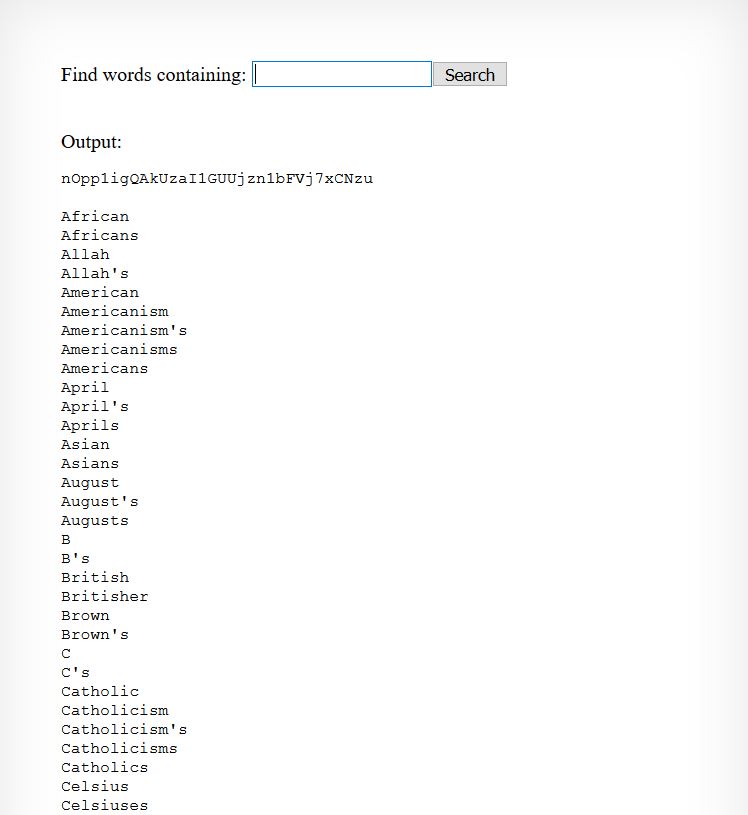 Find words containing: Search
Output:
nOpp1igQAkUzaI1GUUjzn1bFVj7xCNzu
African
Africans
Allah
Allah's
American
Americanism
Americanism's
Americanisms
Americans
April
April's
Aprils
Asian
Asians
August
August's
Augusts
B
B's
British
Britisher
Brown
Brown's
C
C's
Catholic
Catholicism
Catholicism's
Catholicisms
Catholics
Celsius
Celsiuses